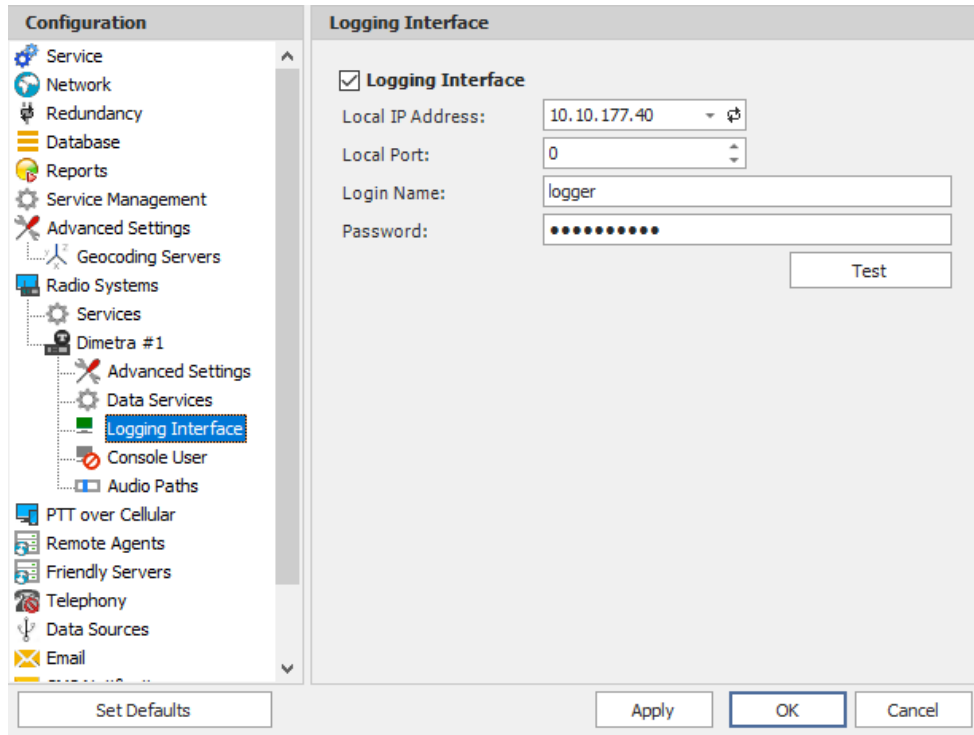 Configuration
Service
Network
Redundancy
Database
Reports
Service Management
Advanced Settings
Geocoding Servers
Radio Systems
Services
Dimetra #1
Advanced Settings
Data Services
Logging Interface
Console User
Audio Paths
PTT over Cellular
Remote Agents
Friendly Servers
Telephony
Data Sources
Email
Set Defaults
Logging Interface
Logging Interface
Local IP Address: 10.10.177.40
Local Port: 0
Login Name: logger
Password: ●●●●●●●●●●
Test
Apply OK Cancel